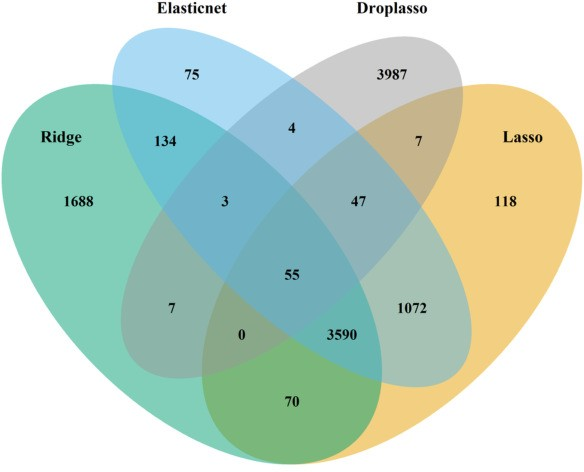 Elasticnet Droplasso
75 3987
Ridge 134 4 7 Lasso
1688 3 47 118
55
7 0 3590 1072
70